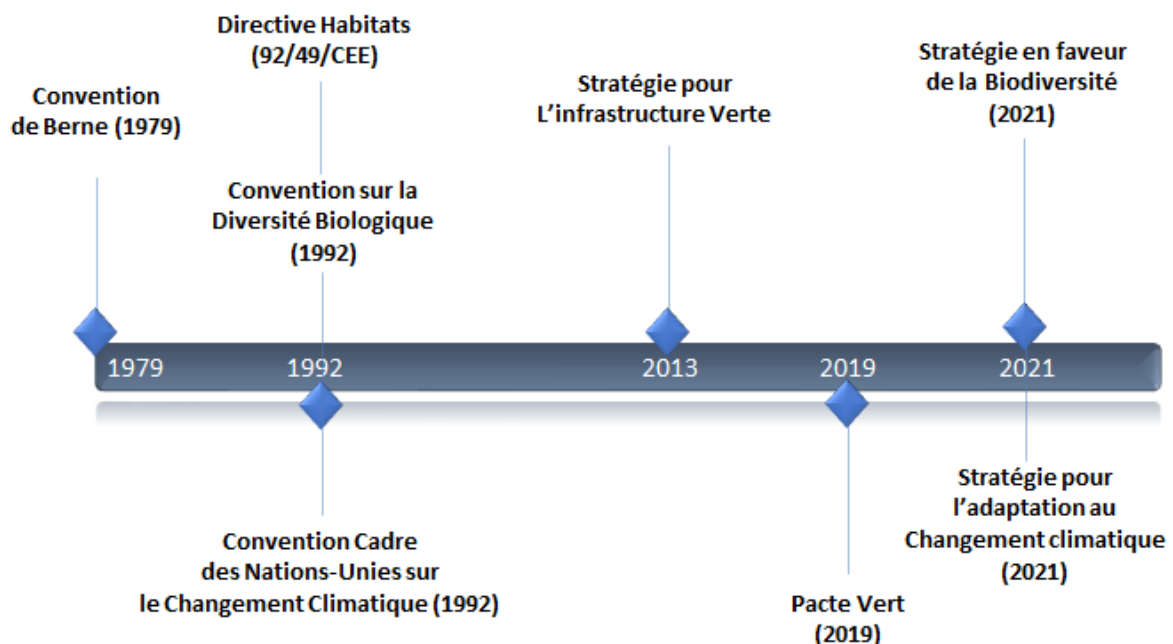 Directive Habitats
(92/49/CEE)
Convention
de Berne (1979)
Stratégie pour
L’infrastructure Verte
Stratégie en faveur
de la Biodiversité
(2021)
Convention sur la
Diversité Biologique
(1992)
1979
1992
2013
2019
2021
Convention Cadre
des Nations-Unies sur
le Changement Climatique (1992)
Pacte Vert
(2019)
Stratégie pour
l’adaptation au
Changement climatique
(2021)